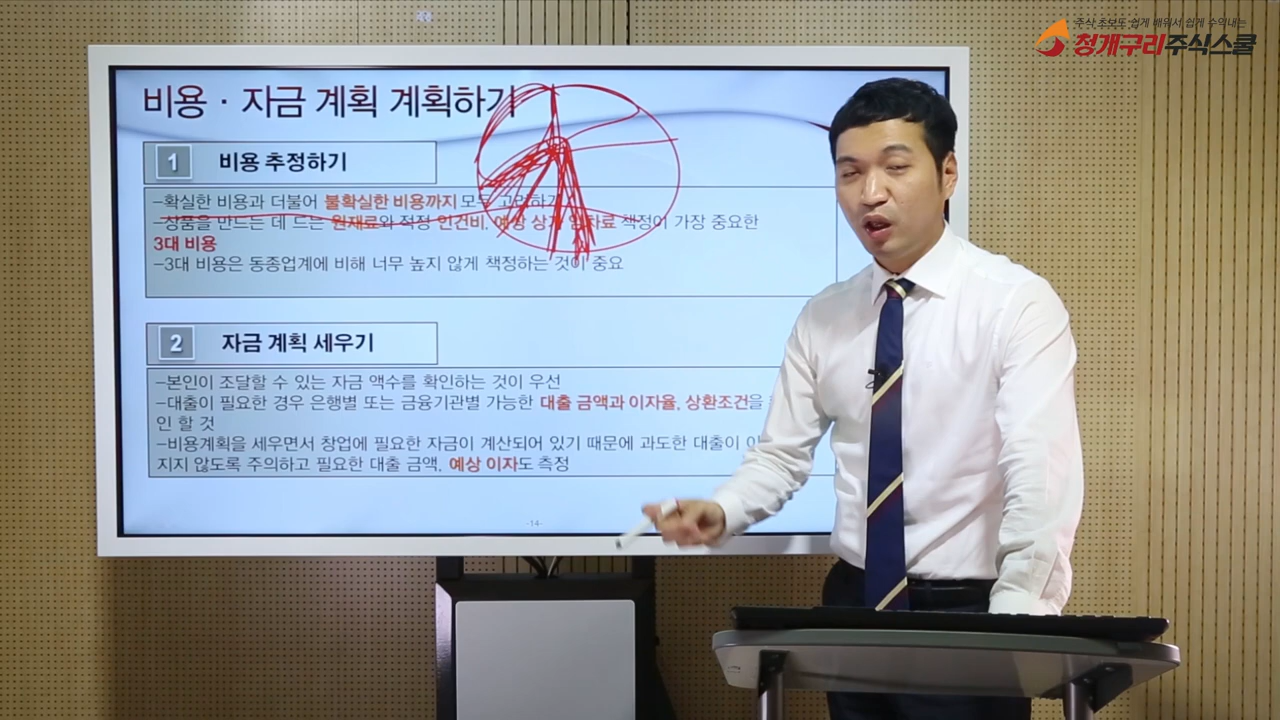 주식 초보도 쉽게 배워서 쉽게 수익내는
청개구리주식스쿨
비용 · 자금 계획 계획하기
1 비용 추정하기
–확실한 비용과 더불어 불확실한 비용까지 모두 고려하기
–상품을 만드는 데 드는 원재료와 적정 인건비, 예상 상가 임차료 책정이 가장 중요한
3대 비용
–3대 비용은 동종업계에 비해 너무 높지 않게 책정하는 것이 중요
2 자금 계획 세우기
–본인이 조달할 수 있는 자금 액수를 확인하는 것이 우선
–대출이 필요한 경우 은행별 또는 금융기관별 가능한 대출 금액과 이자율, 상환조건을
인 할 것
–비용계획을 세우면서 창업에 필요한 자금이 계산되어 있기 때문에 과도한 대출이
지지 않도록 주의하고 필요한 대출 금액, 예상 이자도 측정
-14-